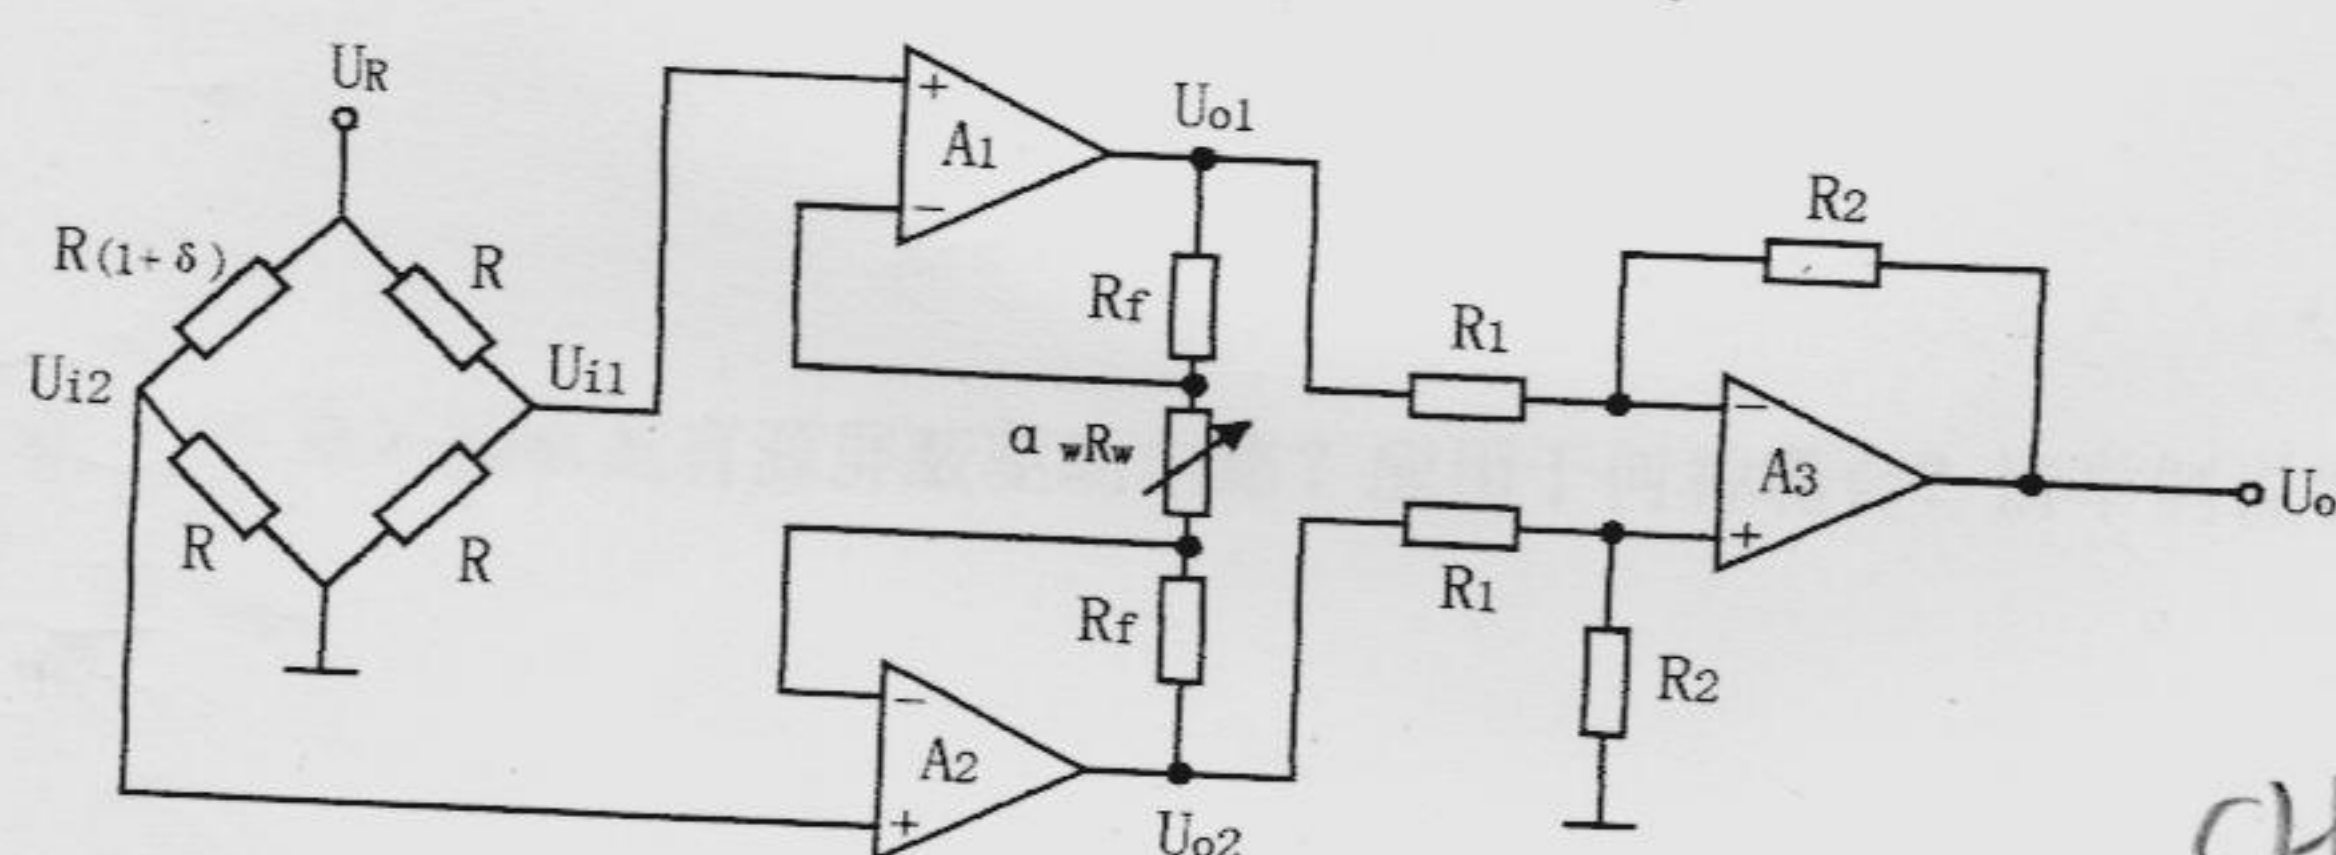 UR
R(1+δ)
R
Ui2
Ui1
R
R
+
A1
−
Uo1
Rf
αwRw
Rf
−
A2
+
Uo2
R1
R2
−
A3
+
Uo
R1
R2